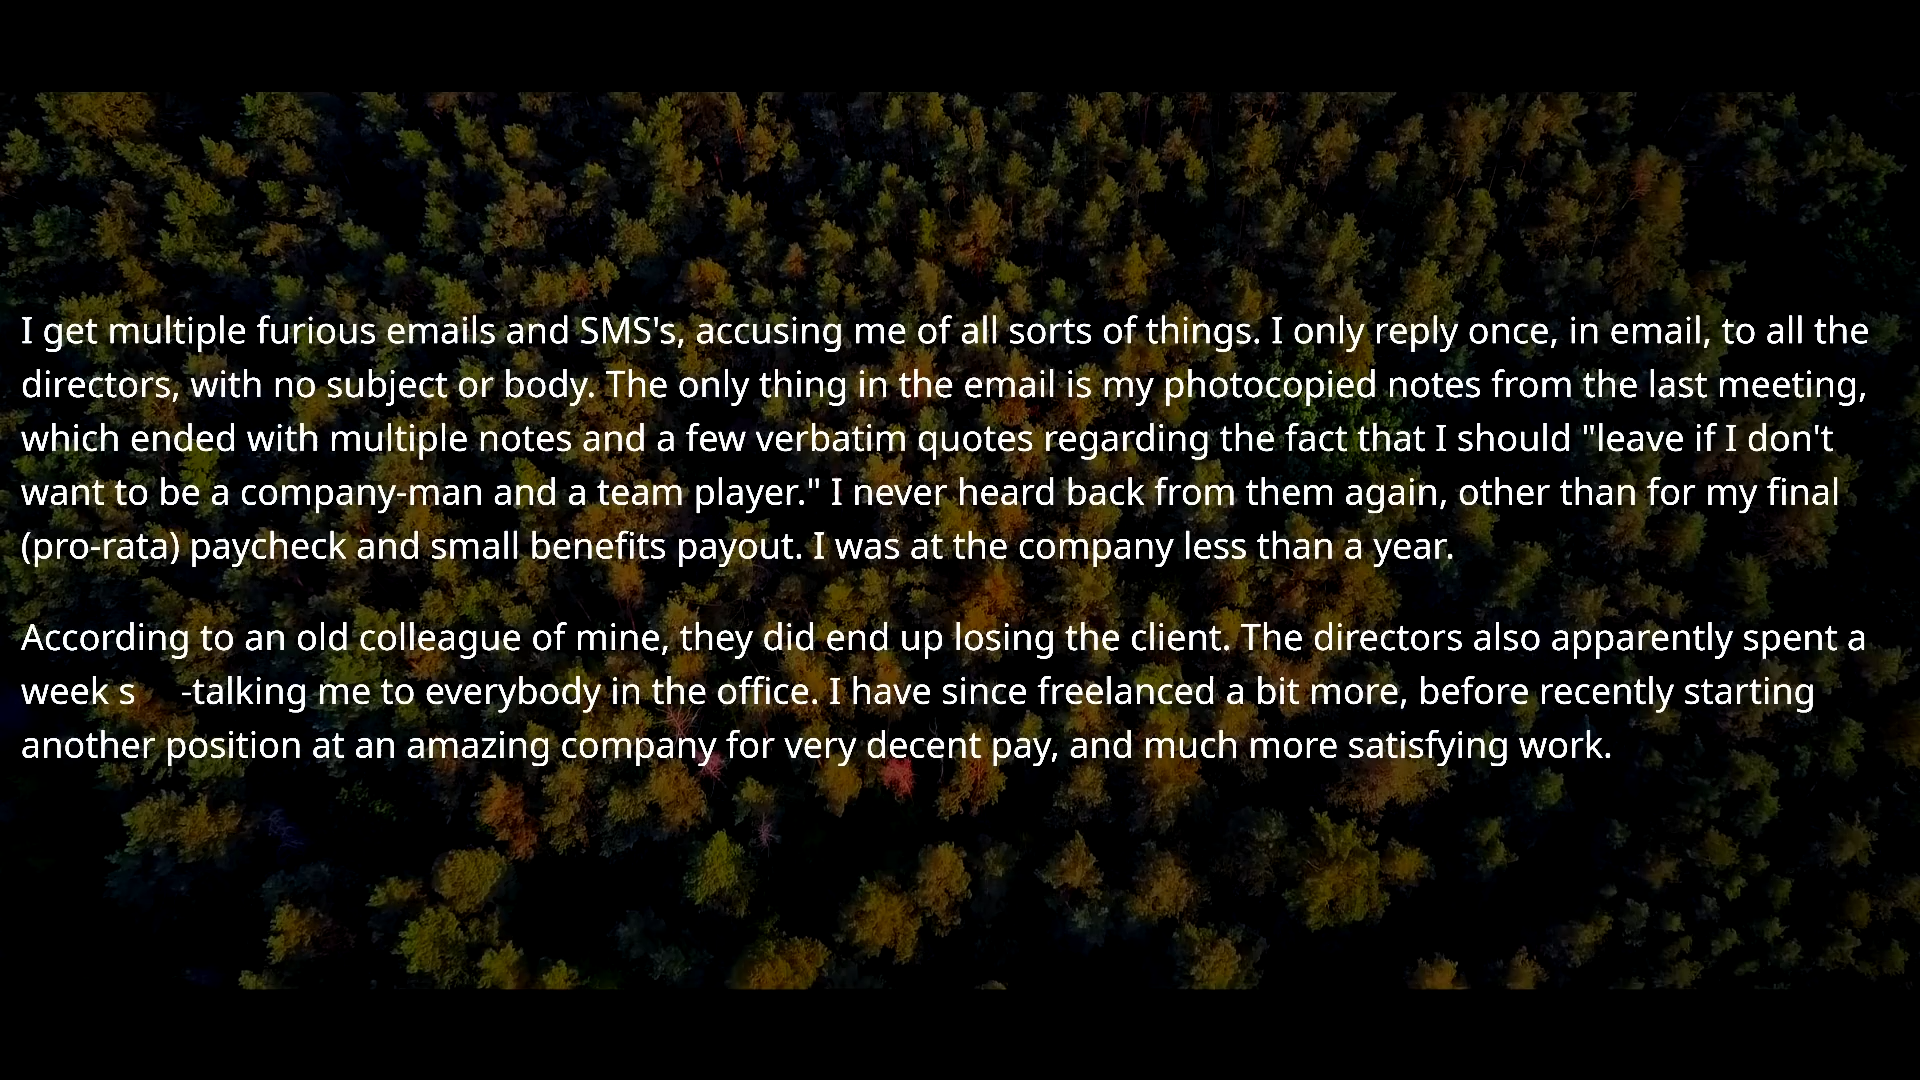 I get multiple furious emails and SMS's, accusing me of all sorts of things. I only reply once, in email, to all the
directors, with no subject or body. The only thing in the email is my photocopied notes from the last meeting,
which ended with multiple notes and a few verbatim quotes regarding the fact that I should "leave if I don't
want to be a company-man and a team player." I never heard back from them again, other than for my final
(pro-rata) paycheck and small benefits payout. I was at the company less than a year.
According to an old colleague of mine, they did end up losing the client. The directors also apparently spent a
week s -talking me to everybody in the office. I have since freelanced a bit more, before recently starting
another position at an amazing company for very decent pay, and much more satisfying work.